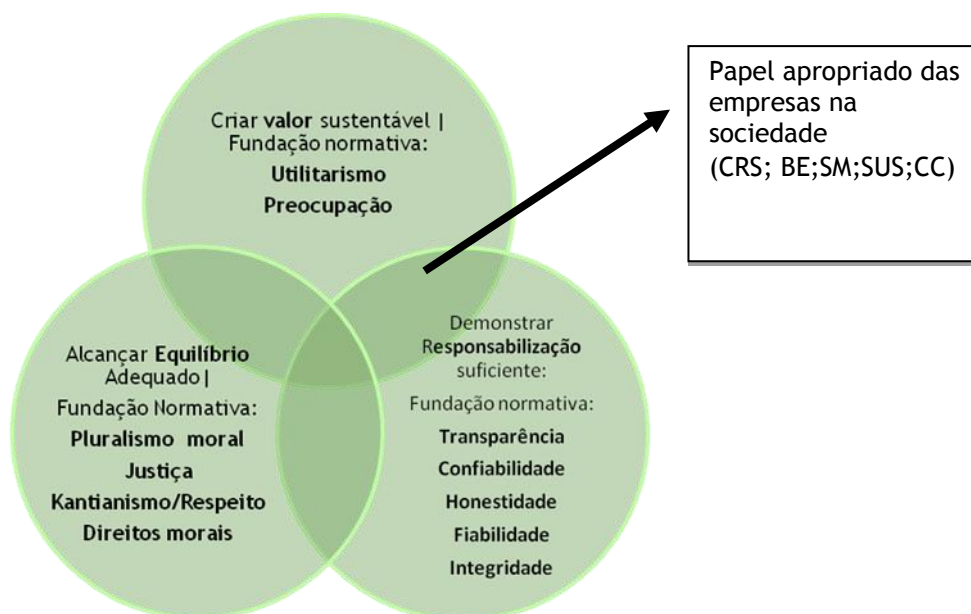 Criar valor sustentável |
Fundação normativa:
Utilitarismo
Preocupação
Papel apropriado das
empresas na
sociedade
(CRS; BE;SM;SUS;CC)
Alcançar Equilíbrio
Adequado|
Fundação Normativa:
Pluralismo moral
Justiça
Kantianismo/Respeito
Direitos morais
Demonstrar
Responsabilização
suficiente:
Fundação normativa:
Transparência
Confiabilidade
Honestidade
Fiabilidade
Integridade